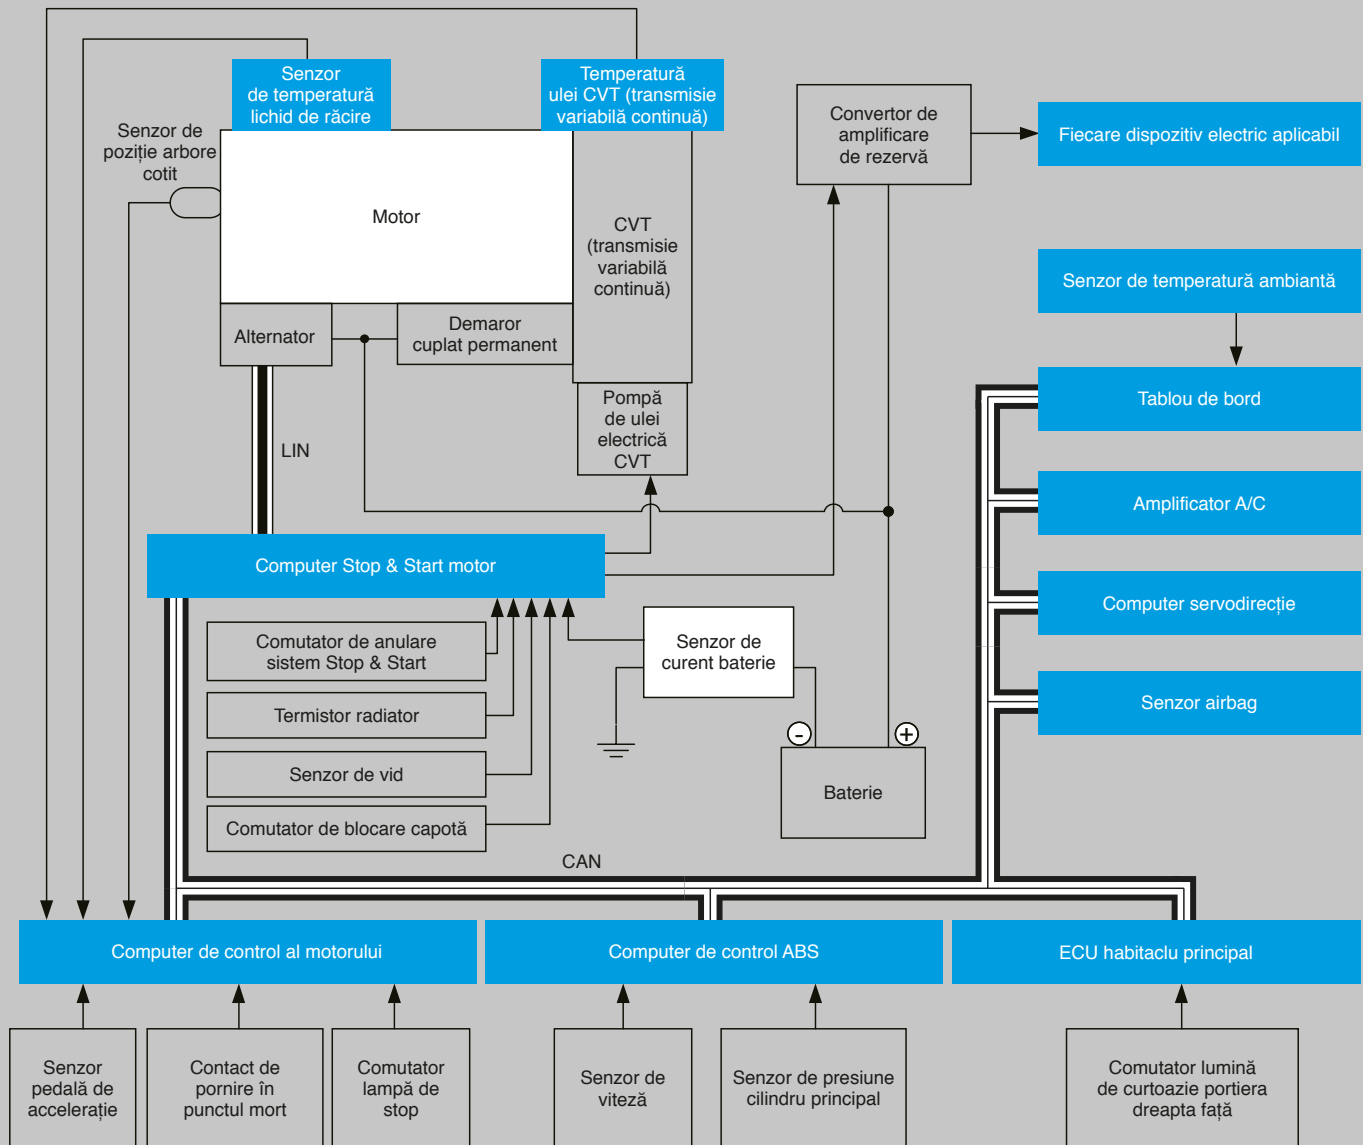 Senzor
de temperatură
lichid de răcire
Temperatură
ulei CVT (transmisie
variabilă continuă)
Convertor de
amplificare
de rezervă
Fiecare dispozitiv electric aplicabil
Senzor de
poziție arbore
cotit
Motor
CVT
(transmisie
variabilă
continuă)
Senzor de temperatură ambiantă
Alternator
Demaror
cuplat permanent
Tablou de bord
Pompă
de ulei
electrică
CVT
LIN
Amplificator A/C
Computer Stop & Start motor
Computer servodirecție
Comutator de anulare
sistem Stop & Start
Senzor de
curent baterie
Termistor radiator
Senzor airbag
- +
Senzor de vid
Baterie
Comutator de blocare capotă
CAN
Computer de control al motorului
Computer de control ABS
ECU habitaclu principal
Senzor
pedală de
accelerație
Contact de
pornire în
punctul mort
Comutator
lampă de
stop
Senzor de
viteză
Senzor de presiune
cilindru principal
Comutator lumină
de curtoazie portiera
dreapta față